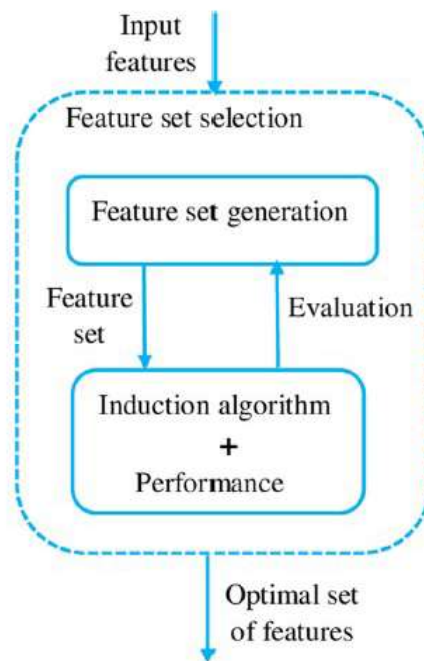 Input
features
Feature set selection
Feature set generation
Feature
set
Evaluation
Induction algorithm
+
Performance
Optimal set
of features